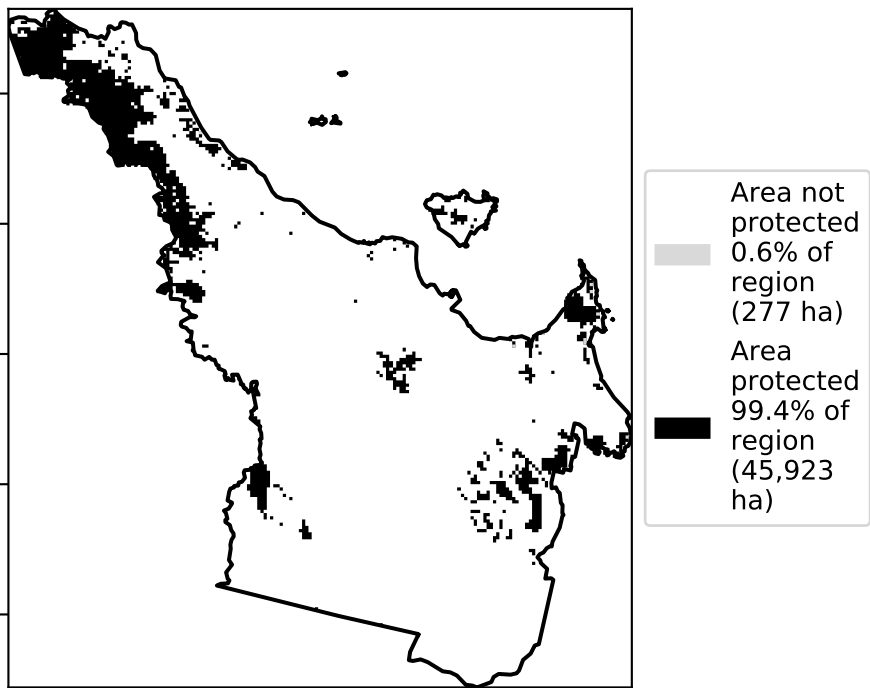 Area not
protected
0.6% of
region
(277 ha)
Area
protected
99.4% of
region
(45,923
ha)